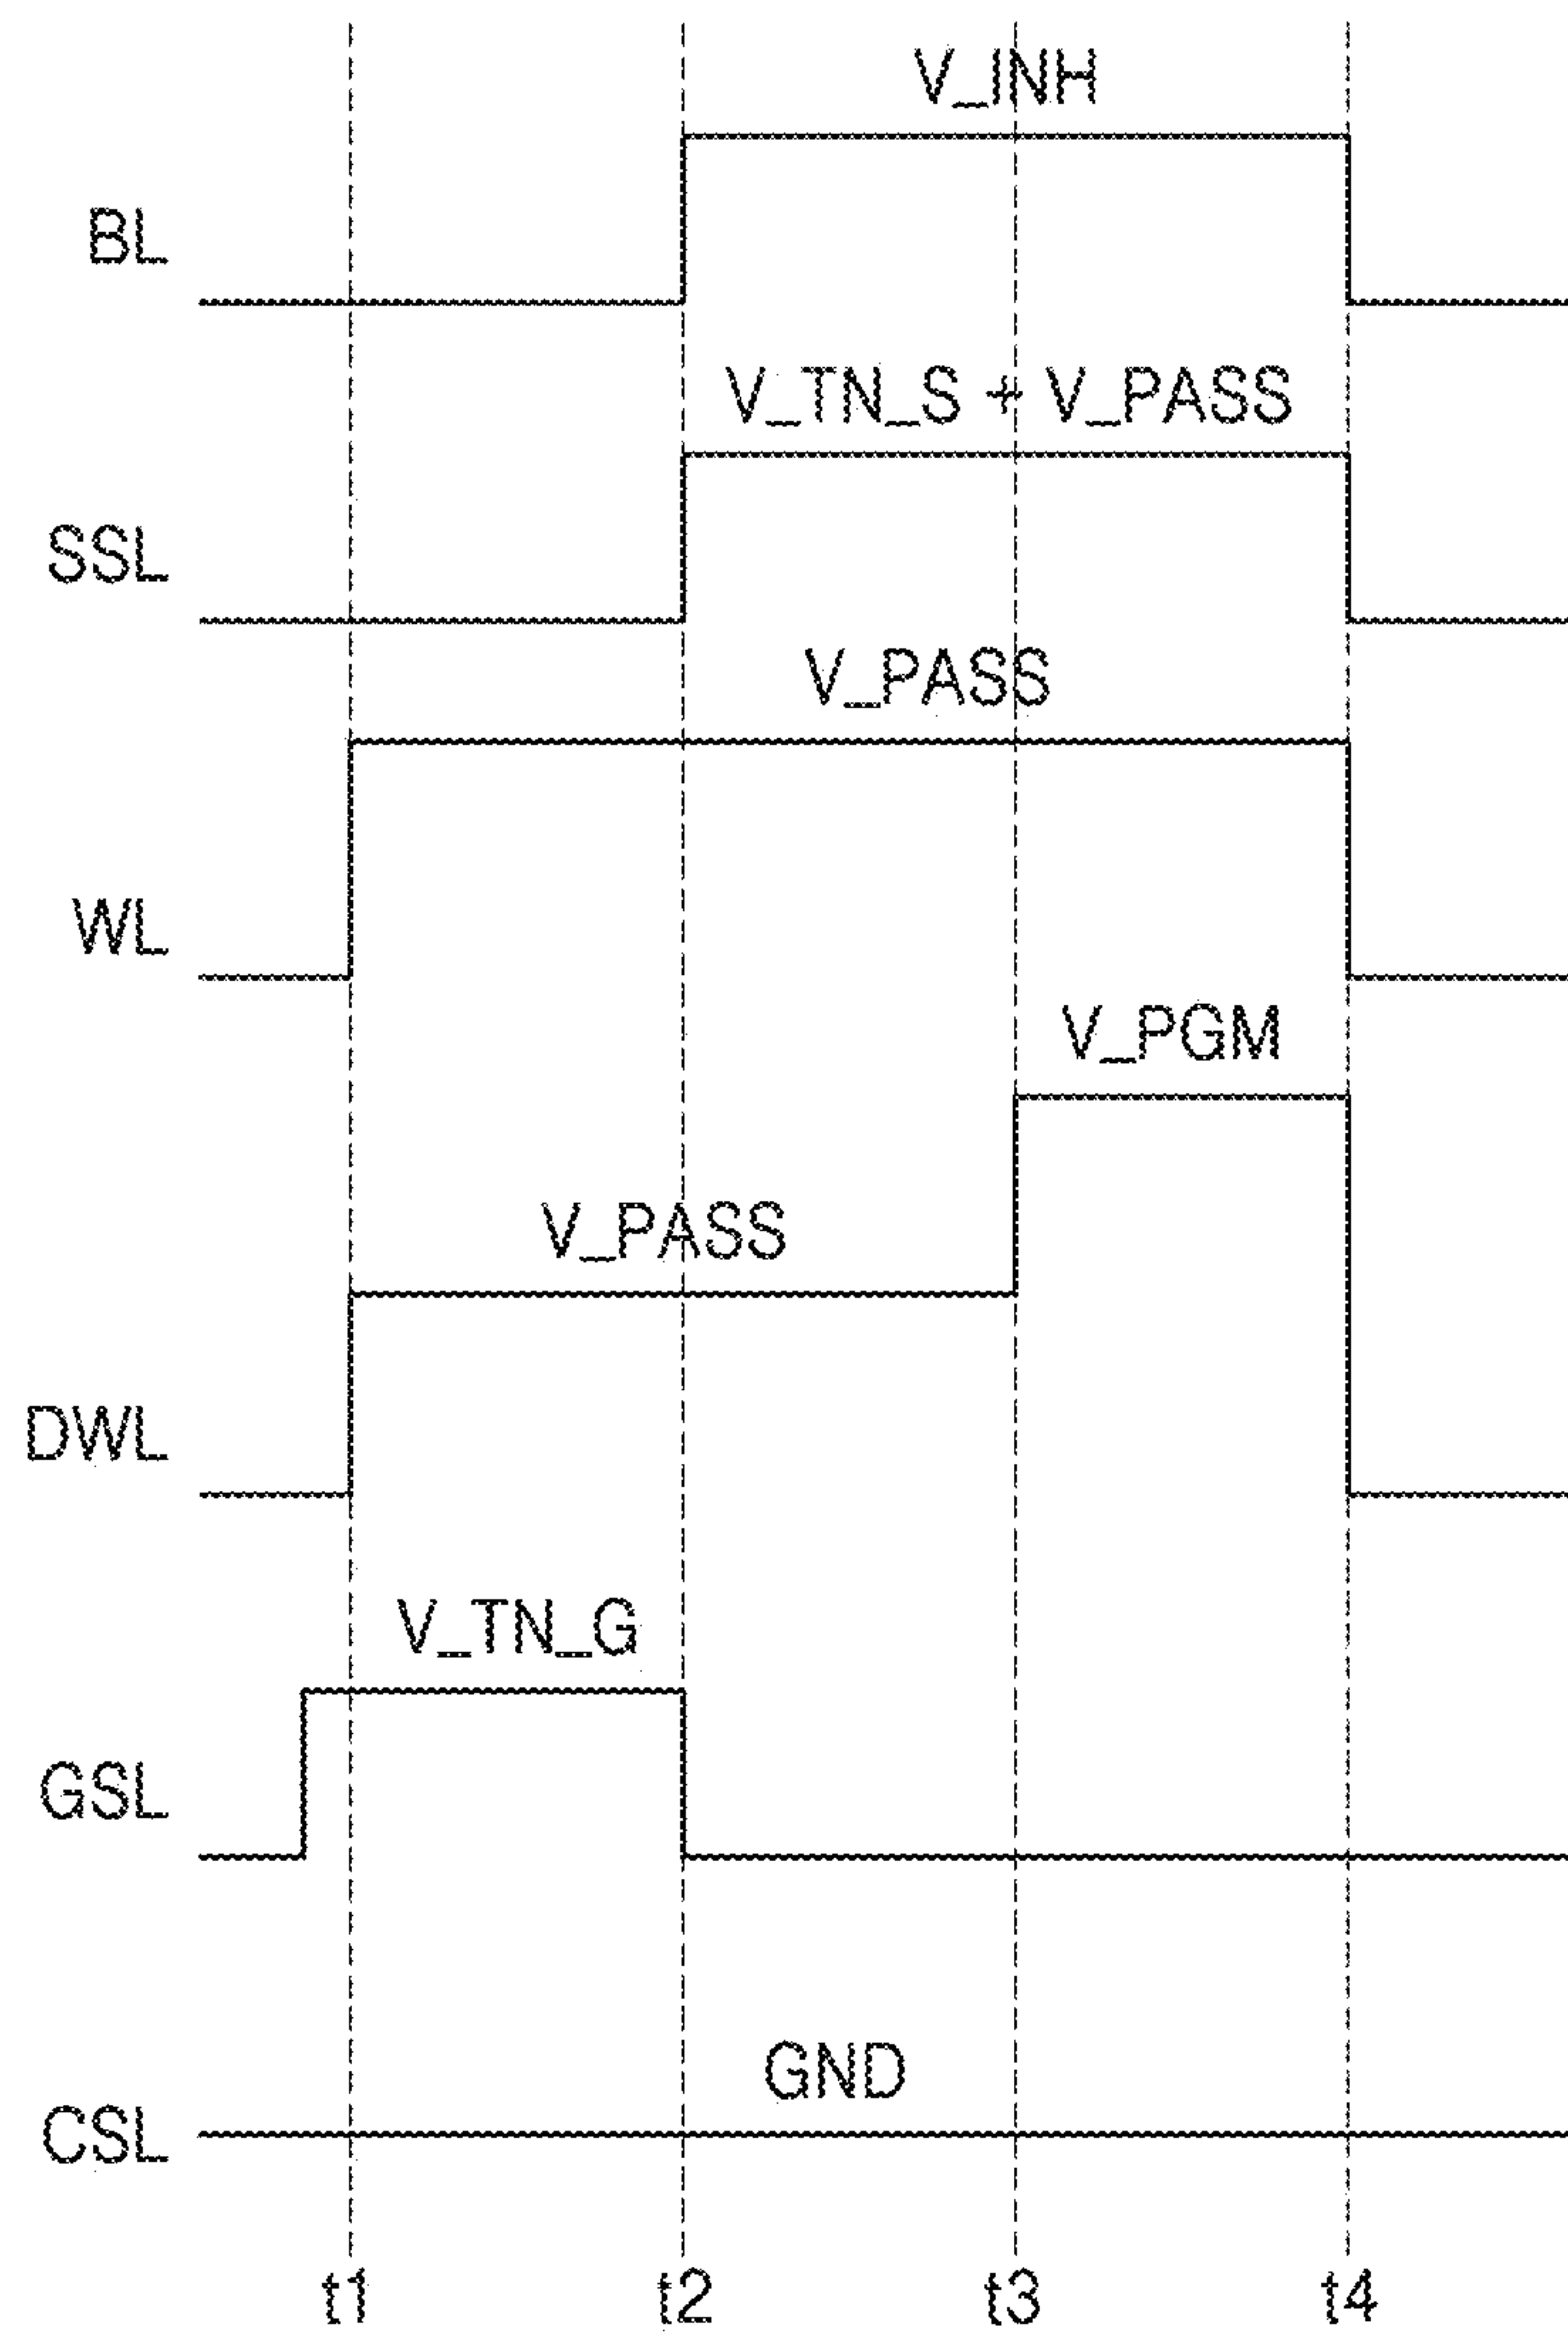 V_INH
BL
V_TN_S + V_PASS
SSL
V_PASS
WL
V_PGM
V_PASS
DWL
V_TN_G
GSL
GND
CSL
t1 t2 t3 t4